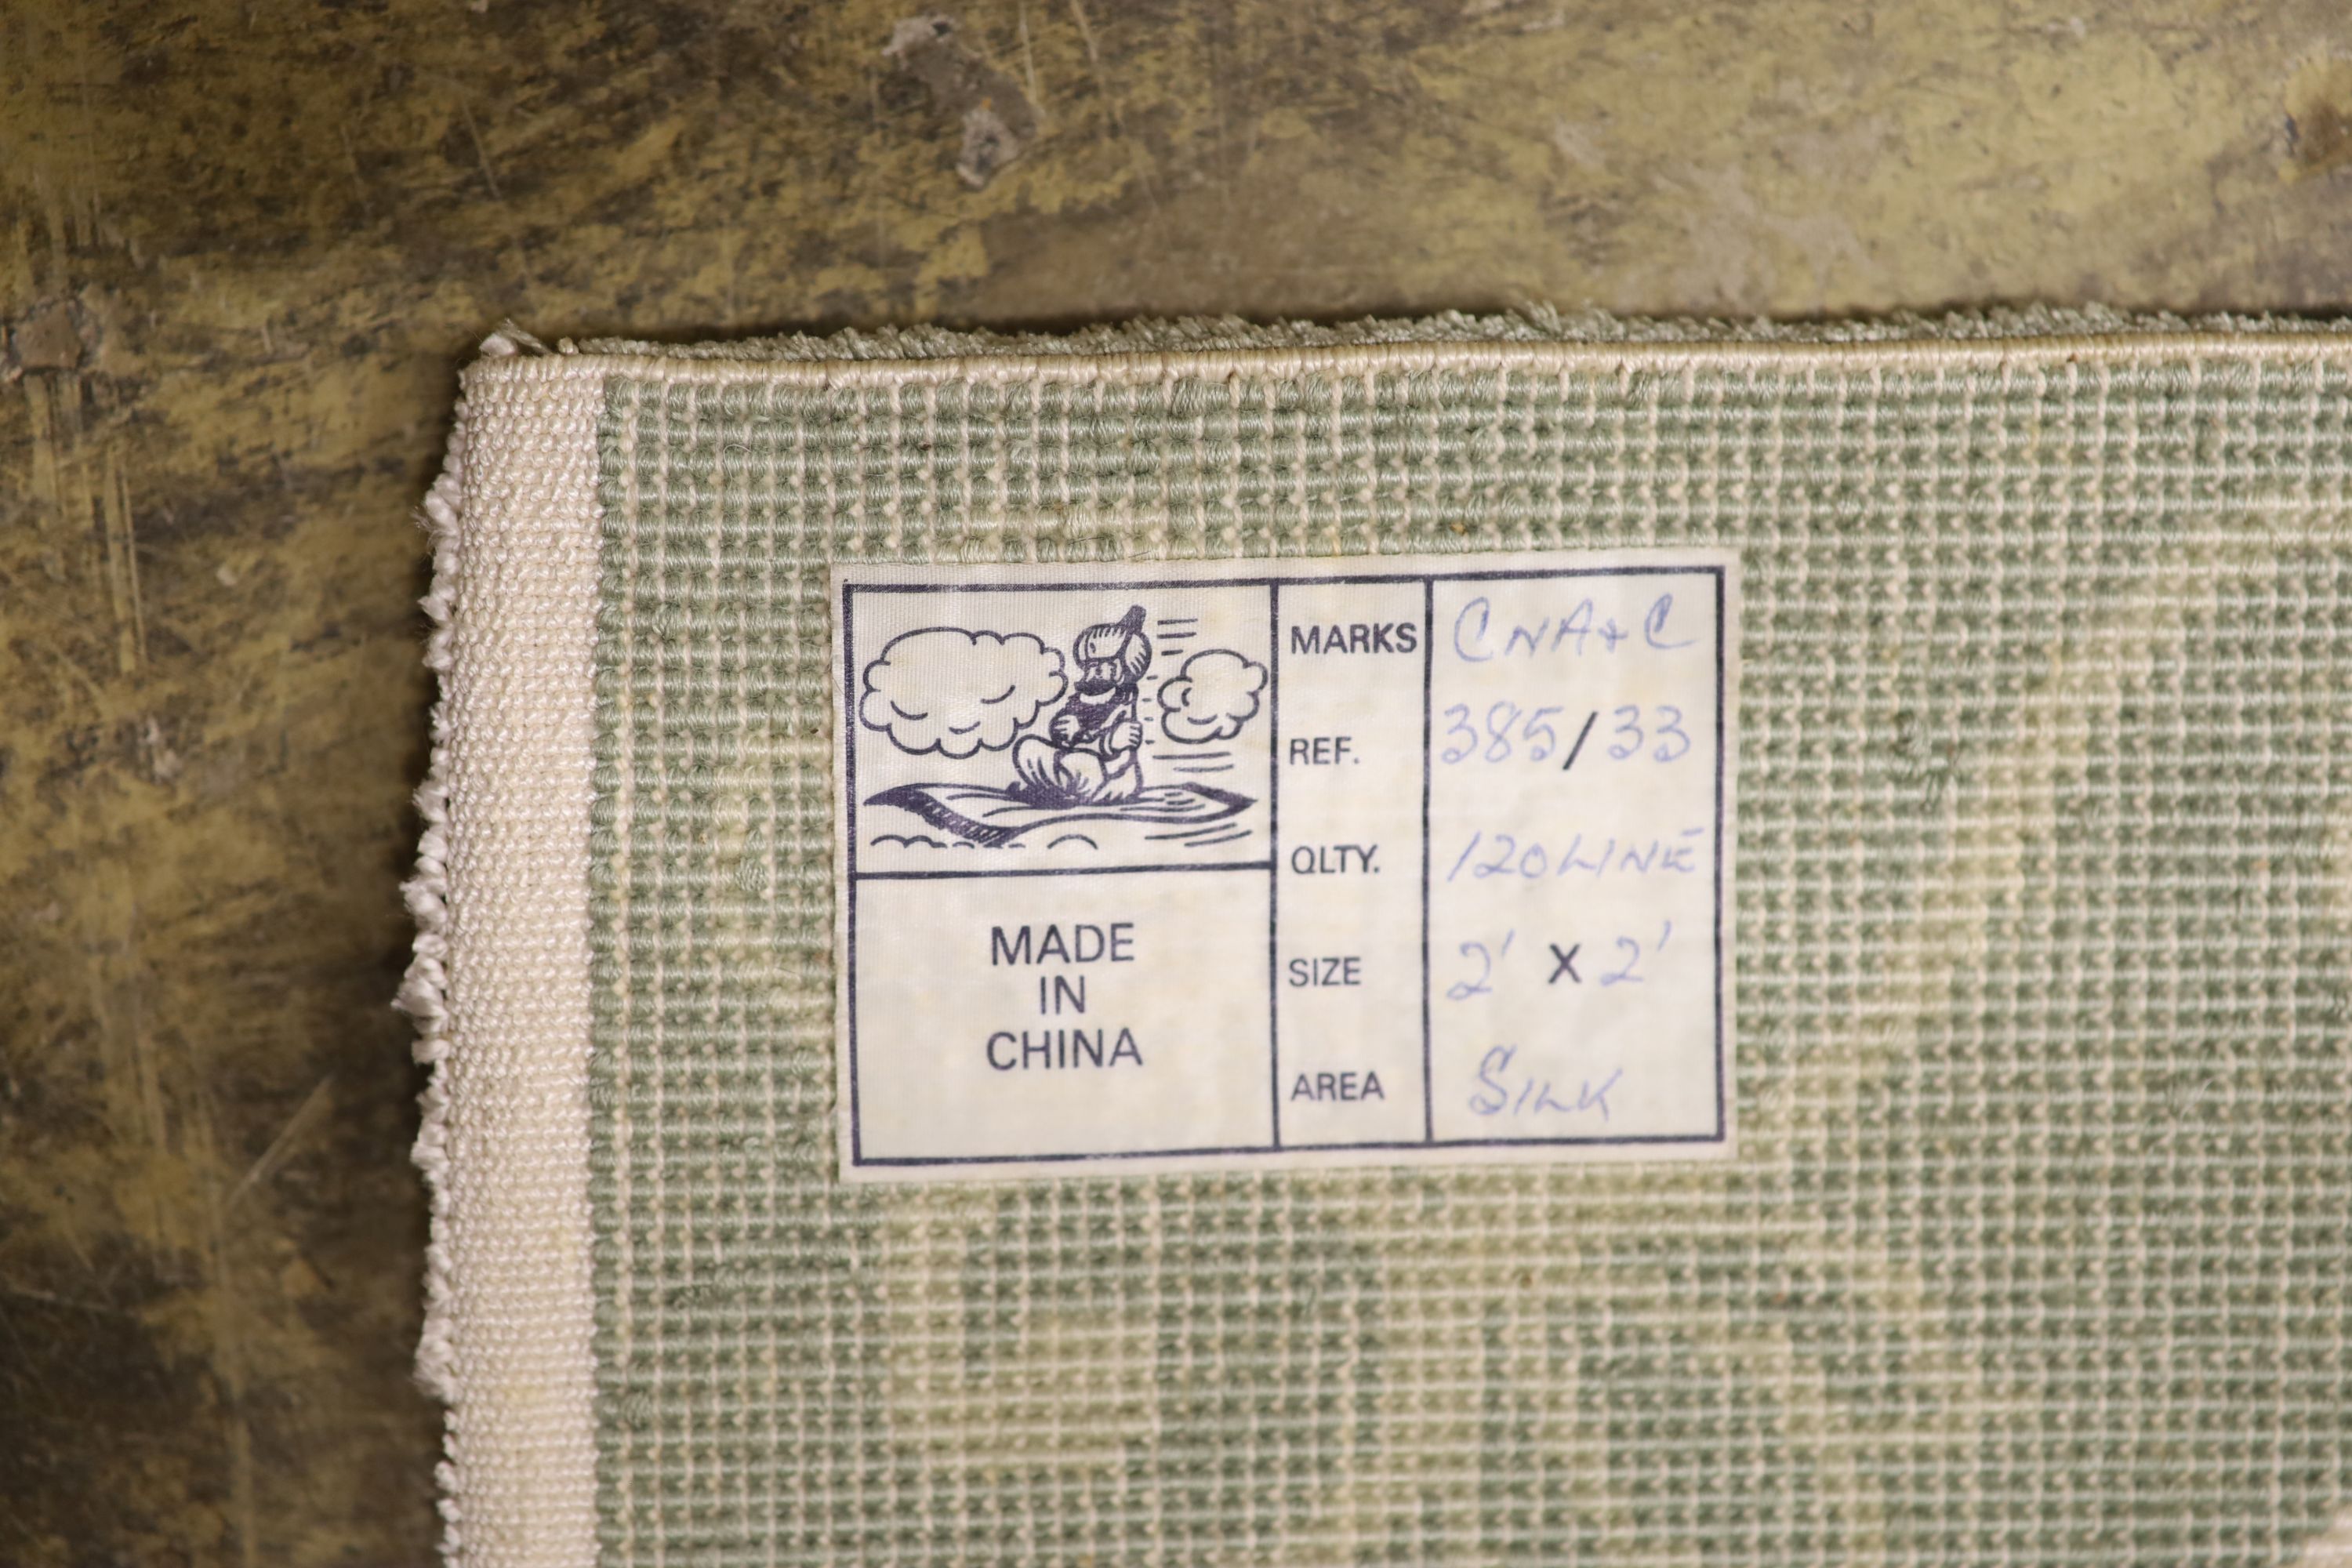 MADE
IN
CHINA
MARKS CNA+C
REF. 385/33
QLTY. 120LINE
SIZE 2' X 2'
AREA SILK